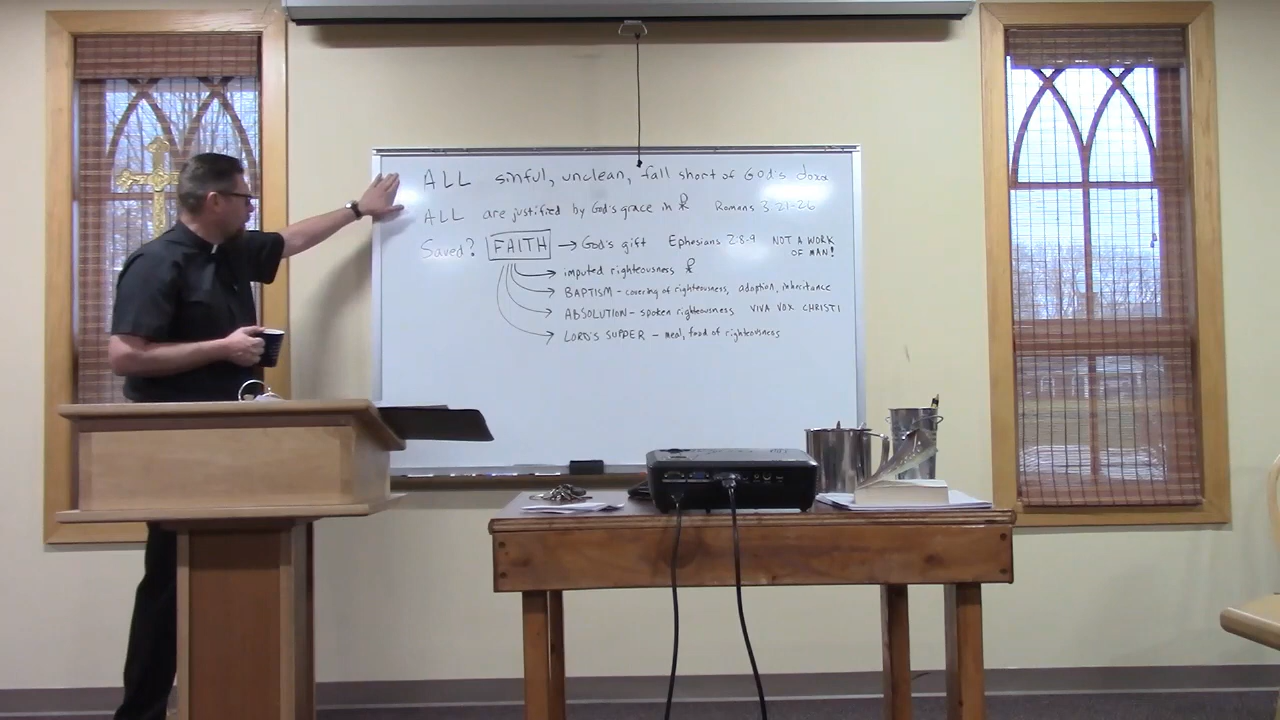 ALL sinful, unclean, fall short of God's doxa
ALL are justified by God's grace in ☧ Romans 3.21-26
Saved? FAITH → God's gift Ephesians 2.8-9 NOT A WORK
OF MAN!
imputed righteousness ☧
BAPTISM - covering of righteousness, adoption, inheritance
ABSOLUTION - spoken righteousness VIVA VOX CHRISTI
LORD'S SUPPER - meal, food of righteousness